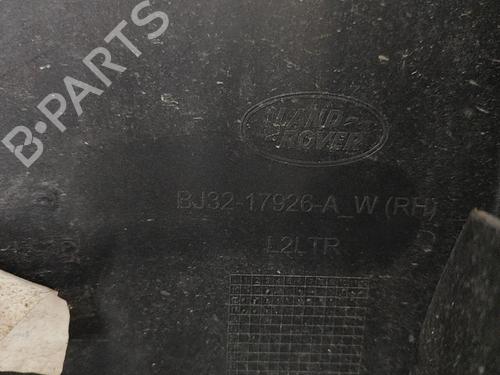 B-PARTS
LAND-
ROVER
BJ32-17926-A_W (RH)
L2LTR